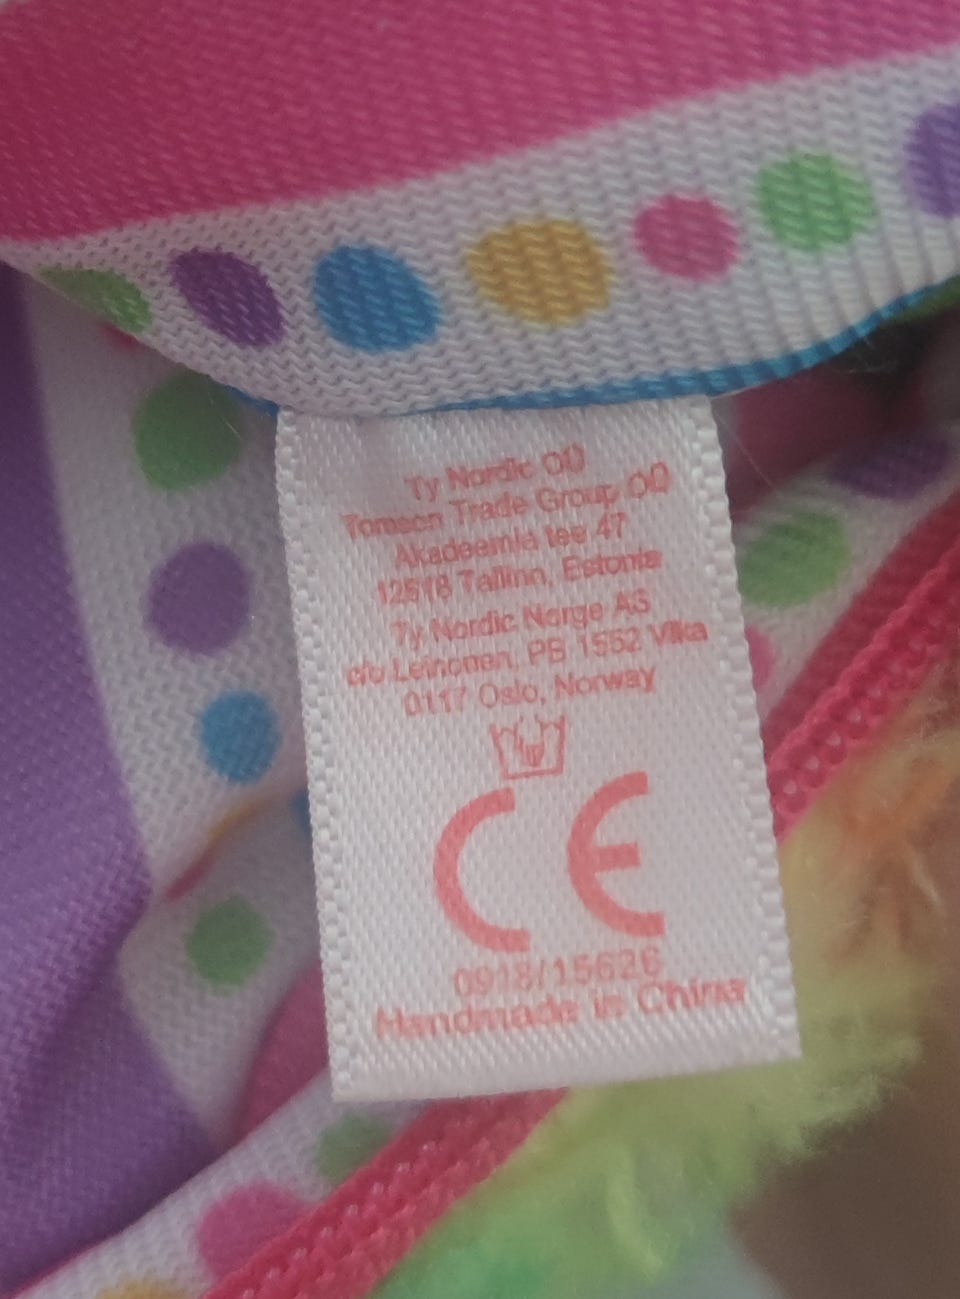 Ty Nordic OÜ
Tomson Trade Group OÜ
Akadeemia tee 47
12618 Tallinn, Estonia
Ty Nordic Norge AS
c/o Leinonen, PB 1552 Vika
0117 Oslo, Norway
CE
0918/15626
Handmade in China